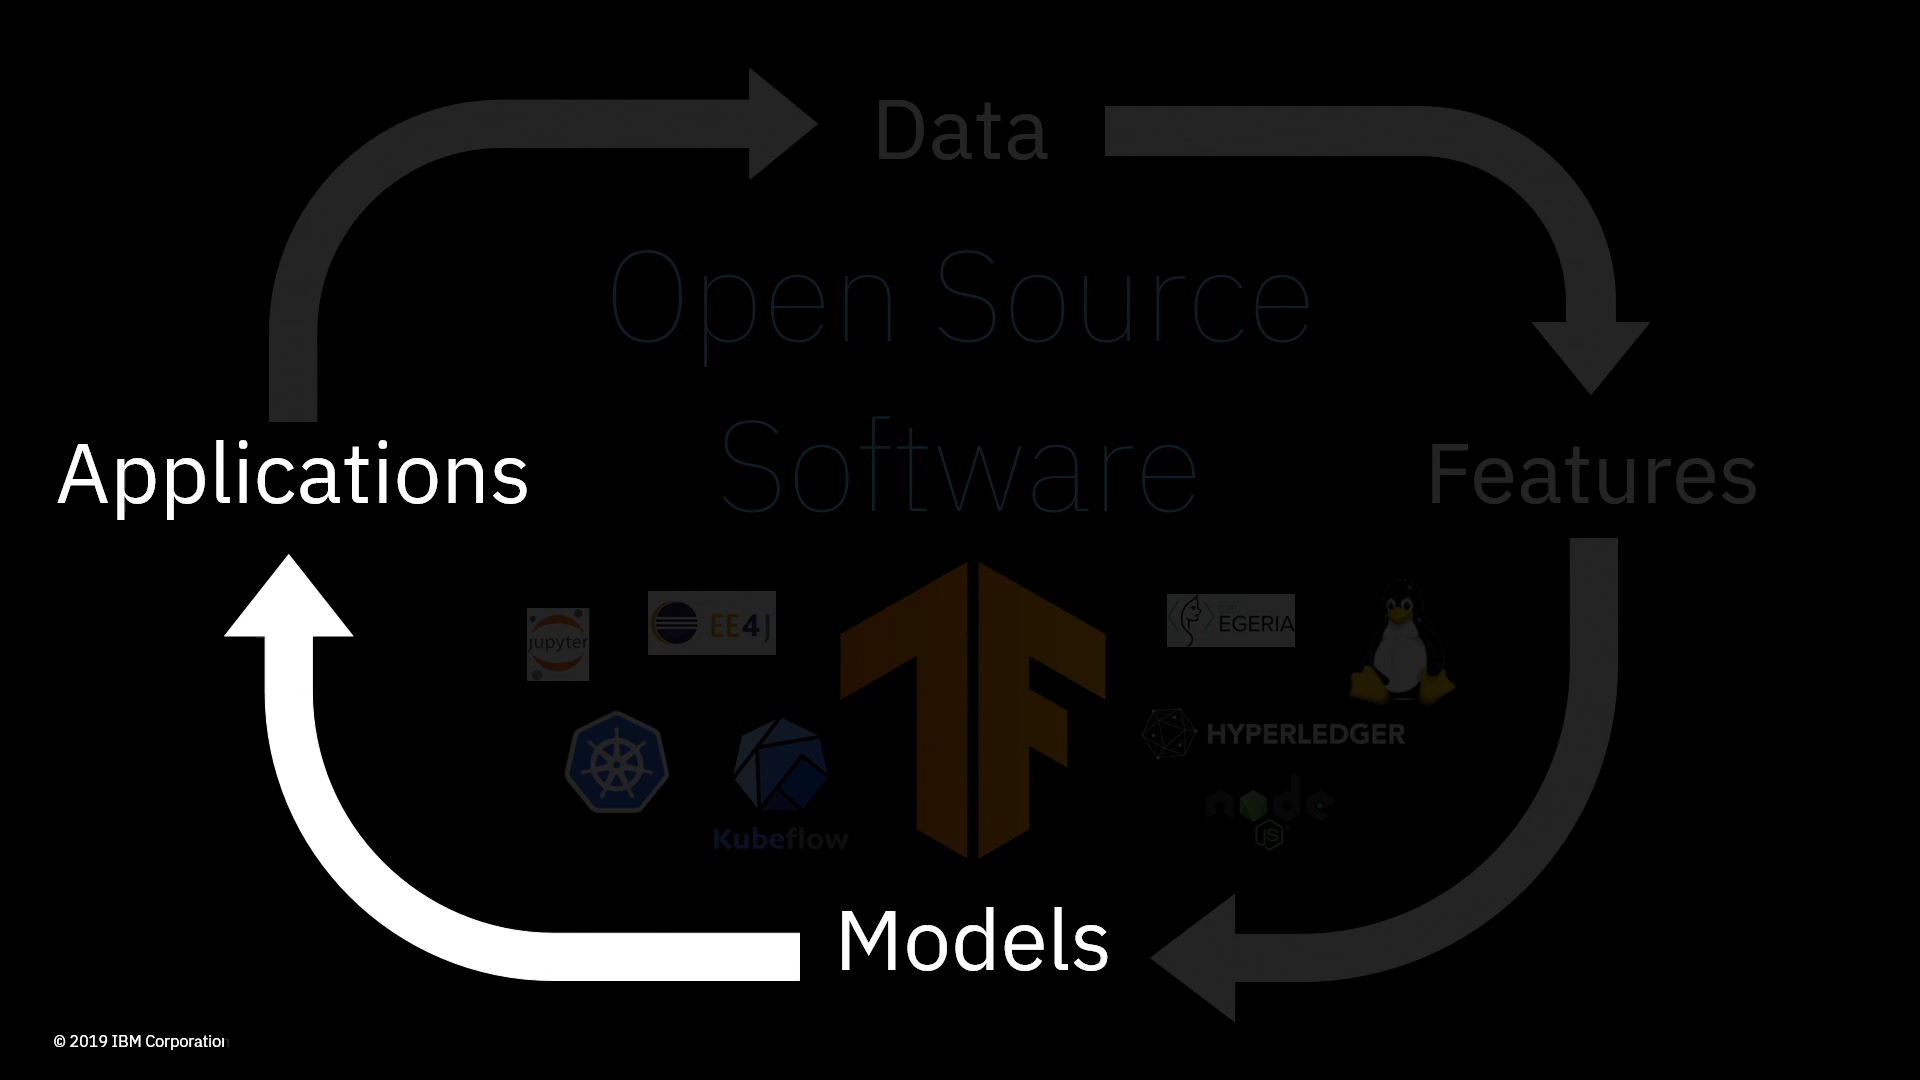 Data
Open Source
Software
Applications
Features
jupyter
EE4J
EGERIA
HYPERLEDGER
node
JS
Kubeflow
Models
© 2019 IBM Corporation